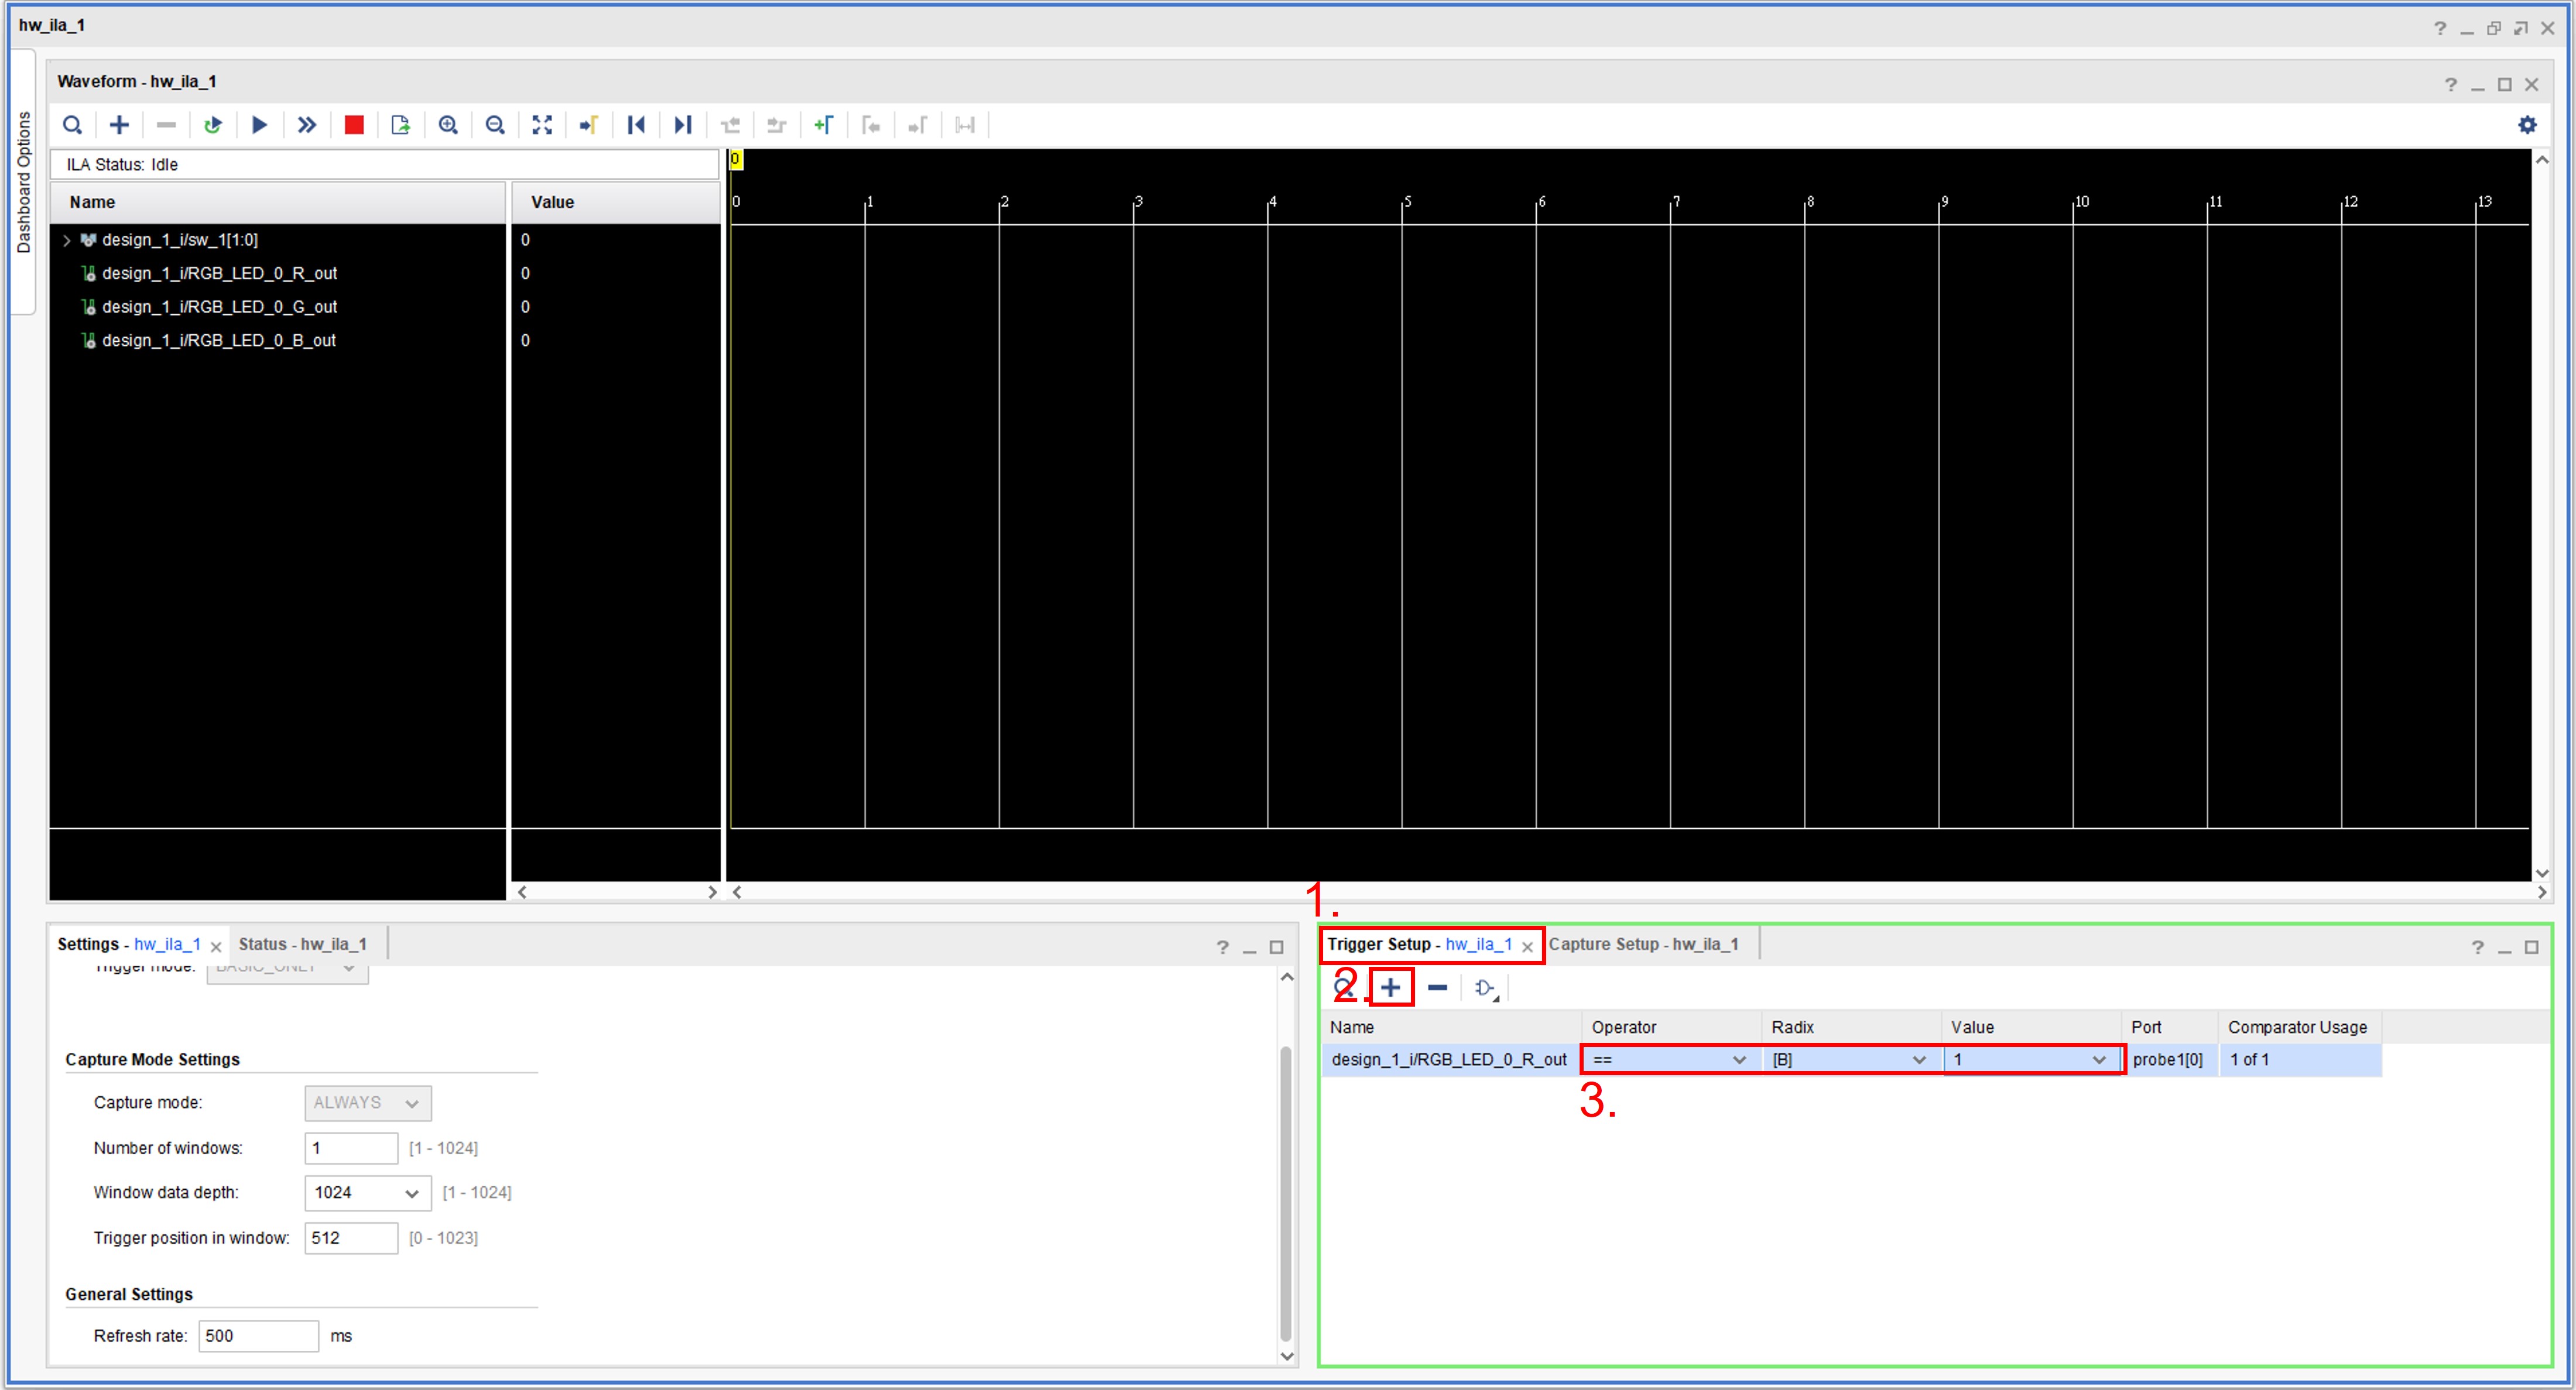 hw_ila_1
Dashboard Options
Waveform - hw_ila_1
ILA Status: Idle
Name Value
0
0 1 2 3 4 5 6 7 8 9 10 11 12 13
design_1_i/sw_1[1:0] 0
design_1_i/RGB_LED_0_R_out 0
design_1_i/RGB_LED_0_G_out 0
design_1_i/RGB_LED_0_B_out 0
Settings - hw_ila_1 Status - hw_ila_1
Trigger mode: BASIC_ONLY
Capture Mode Settings
Capture mode: ALWAYS
Number of windows: 1 [1 - 1024]
Window data depth: 1024 [1 - 1024]
Trigger position in window: 512 [0 - 1023]
General Settings
Refresh rate: 500 ms
1.
Trigger Setup - hw_ila_1 Capture Setup - hw_ila_1
2.
Name Operator Radix Value Port Comparator Usage
design_1_i/RGB_LED_0_R_out == [B] 1 probe1[0] 1 of 1
3.